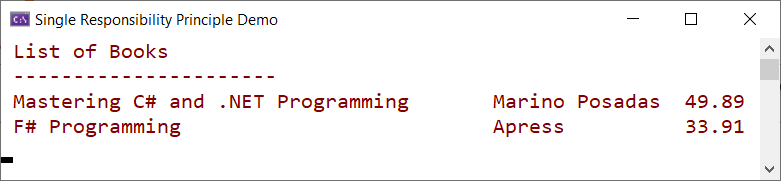 C:\ Single Responsibility Principle Demo
List of Books
----------------------
Mastering C# and .NET Programming Marino Posadas 49.89
F# Programming Apress 33.91